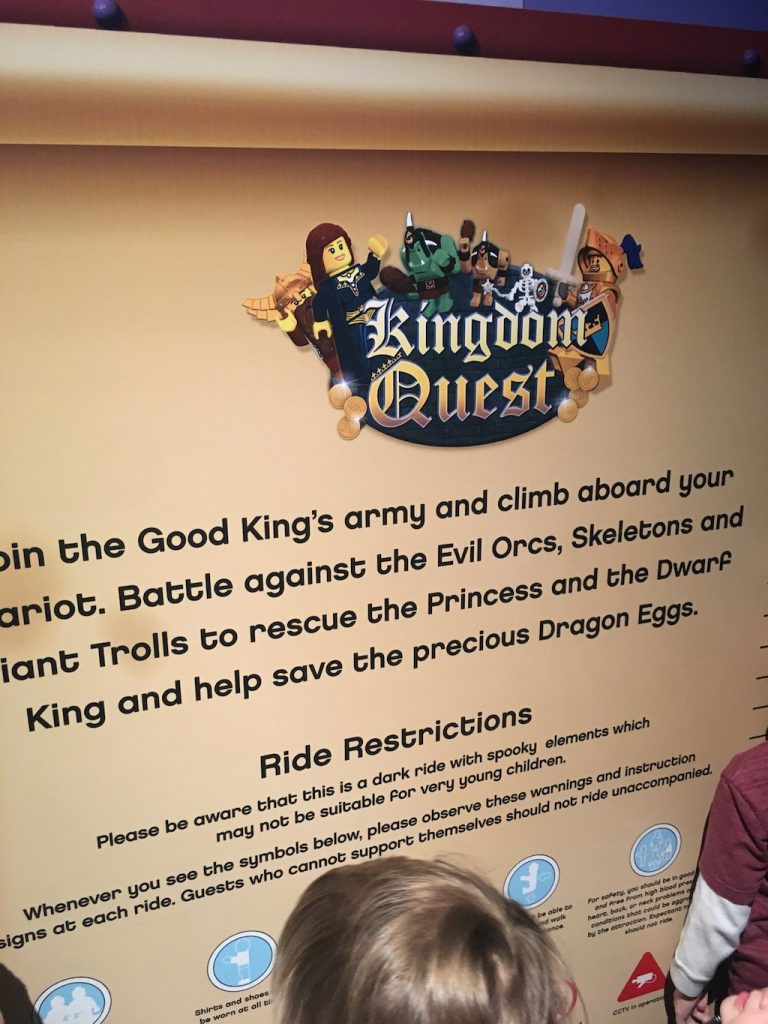 Kingdom
Quest
oin the Good King's army and climb aboard your
ariot. Battle against the Evil Orcs, Skeletons and
iant Trolls to rescue the Princess and the Dwarf
King and help save the precious Dragon Eggs.
Ride Restrictions
Please be aware that this is a dark ride with spooky elements which
may not be suitable for very young children.
Whenever you see the symbols below, please observe these warnings and instruction
signs at each ride. Guests who cannot support themselves should not ride unaccompanied.
Shirts and shoes
be worn at all
be able to
walk
For safety, you should be in good
and free from high blood
heart, back, or neck problems
conditions that could be
by the attraction. Expectant
should not ride.
CCTV in